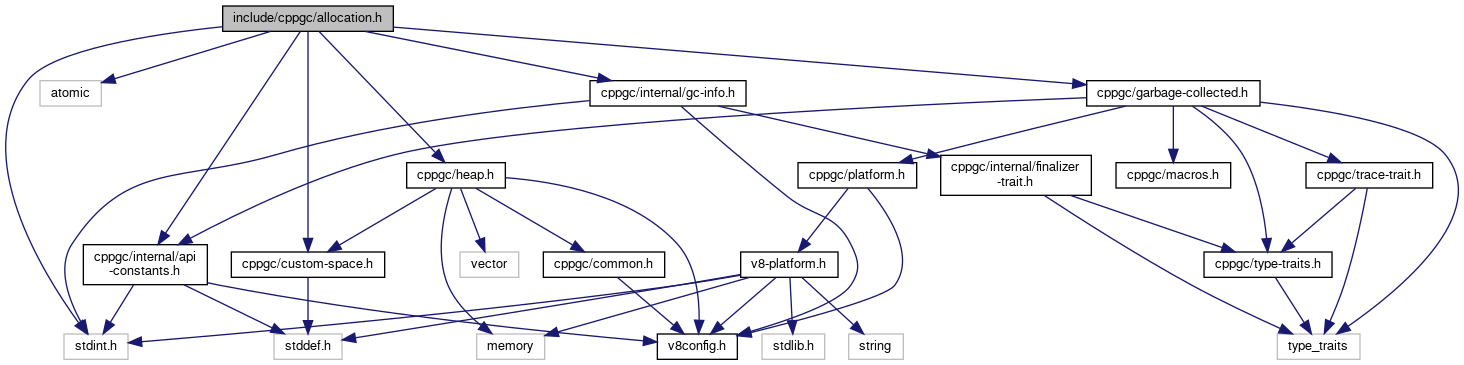 include/cppgc/allocation.h
atomic
cppgc/internal/gc-info.h
cppgc/garbage-collected.h
cppgc/heap.h
cppgc/platform.h
cppgc/internal/finalizer
-trait.h
cppgc/macros.h
cppgc/trace-trait.h
cppgc/internal/api
-constants.h
cppgc/custom-space.h
vector
cppgc/common.h
v8-platform.h
cppgc/type-traits.h
stdint.h
stddef.h
memory
v8config.h
stdlib.h
string
type_traits